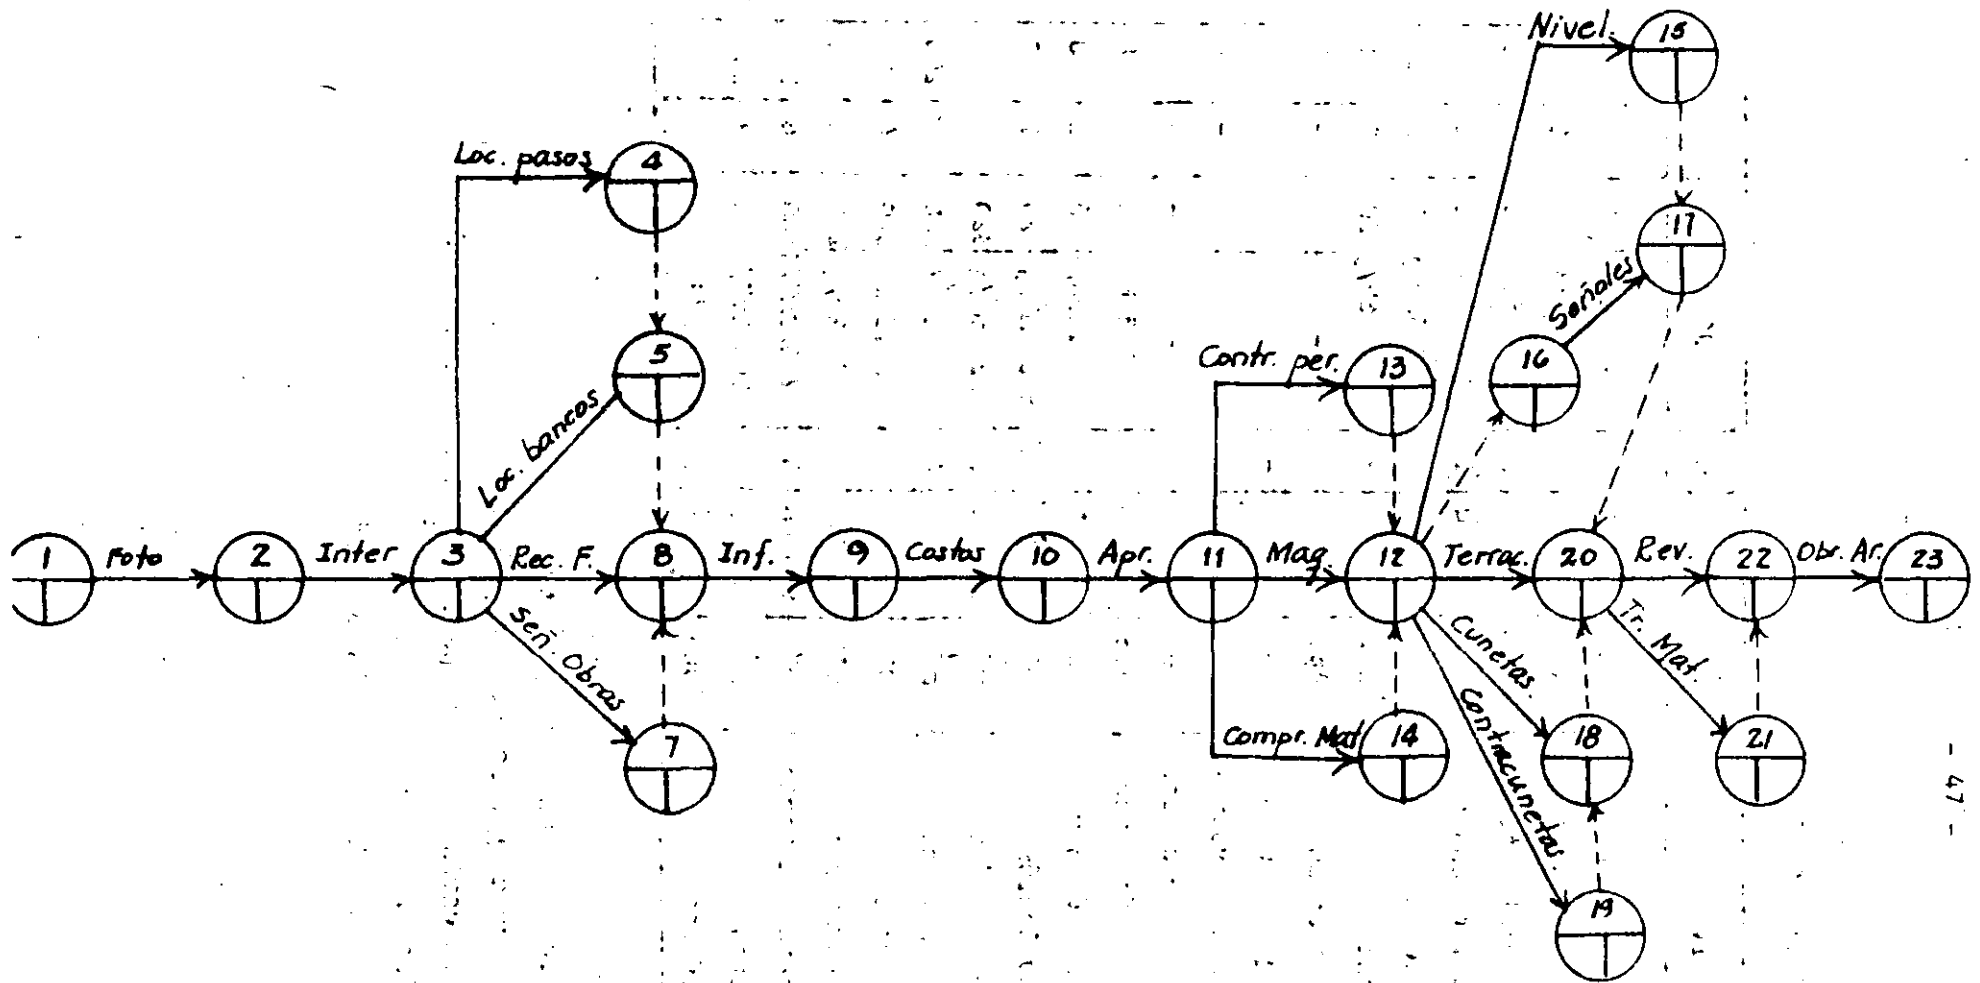 Nivel. 15
Loc. pasos 4
17
Señales
5
Contr. per. 13
16
Loc. bancos
1 Foto 2 Inter 3 Rec. F. 8 Inf. 9 Costos 10 Apr. 11 Maq. 12 Terrac. 20 Rev. 22 Obr. Ar. 23
Señ. Obras
Cunetas.
Tr. Mat.
Contracunetas.
7
Compr. Mat 14
18
21
19
- 47 -